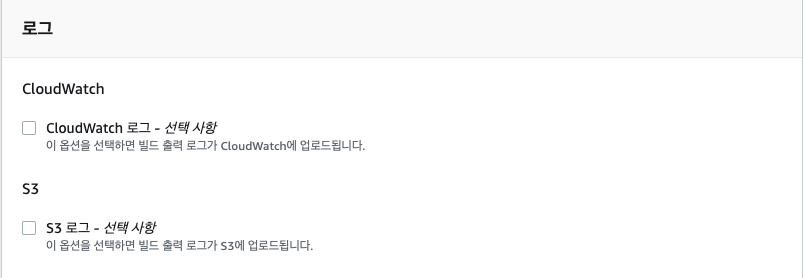 로그
CloudWatch
CloudWatch 로그 - 선택 사항
이 옵션을 선택하면 빌드 출력 로그가 CloudWatch에 업로드됩니다.
S3
S3 로그 - 선택 사항
이 옵션을 선택하면 빌드 출력 로그가 S3에 업로드됩니다.